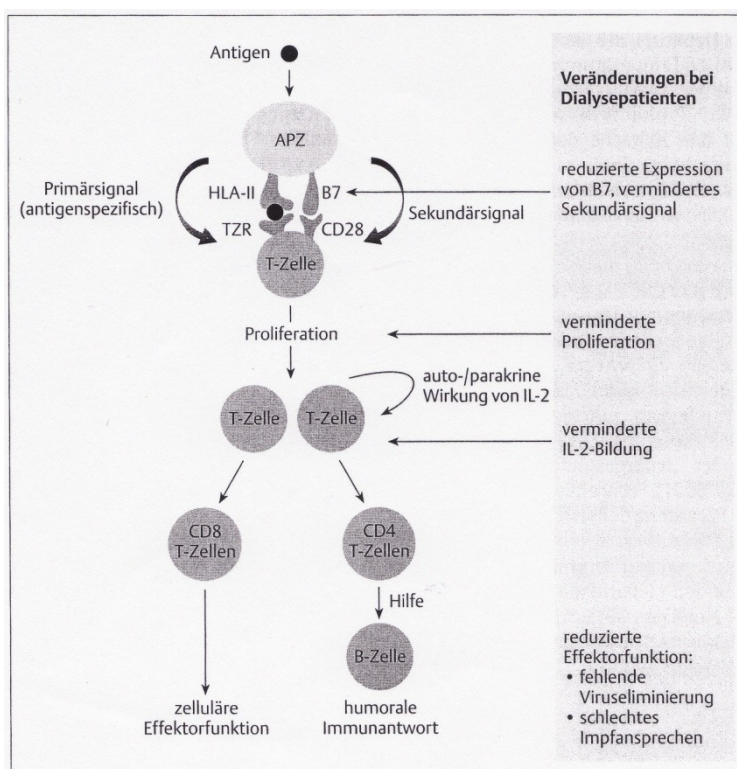 Antigen
Veränderungen bei
Dialysepatienten
APZ
Primärsignal
(antigenspezifisch)
HLA-II
B7
TZR
CD28
Sekundärsignal
reduzierte Expression
von B7, vermindertes
Sekundärsignal
T-Zelle
Proliferation
verminderte
Proliferation
auto-/parakrine
Wirkung von IL-2
T-Zelle
T-Zelle
verminderte
IL-2-Bildung
CD8
T-Zellen
CD4
T-Zellen
Hilfe
B-Zelle
zelluläre
Effektorfunktion
humorale
Immunantwort
reduzierte
Effektorfunktion:
• fehlende
Viruseliminierung
• schlechtes
Impfansprechen